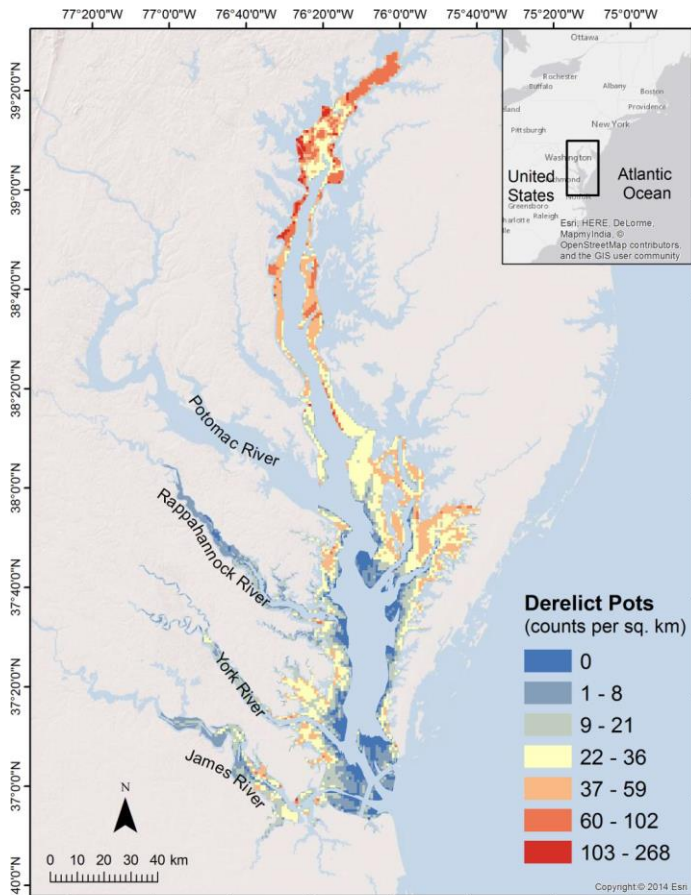 77°20'0"W 77°0'0"W 76°40'0"W 76°20'0"W 76°0'0"W 75°40'0"W 75°20'0"W 75°0'0"W
39°20'0"N
39°0'0"N
38°40'0"N
38°20'0"N
38°0'0"N
37°40'0"N
37°20'0"N
37°0'0"N
40'0"N
Ottawa
Rochester
Buffalo
Albany
Boston
Providence
eland
New York
Pittsburgh
Washington
United
States
Atlantic
Ocean
Greensboro
Raleigh
harlotte
lle
Esri, HERE, DeLorme,
MapmyIndia, ©
OpenStreetMap contributors,
and the GIS user community
Potomac River
Rappahannock River
York River
James River
Derelict Pots
(counts per sq. km)
0
1 - 8
9 - 21
22 - 36
37 - 59
60 - 102
103 - 268
N
0 10 20 30 40 km
Copyright:© 2014 Esri